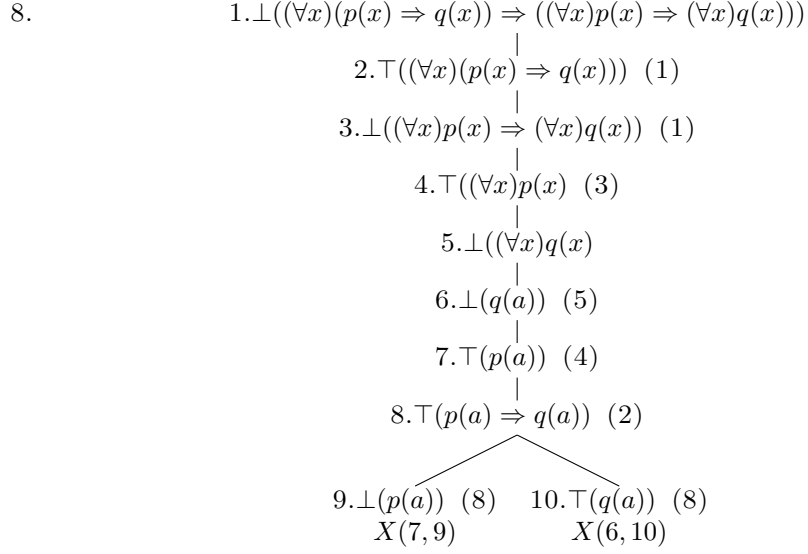 8. 1.⊥((∀x)(p(x) ⇒ q(x)) ⇒ ((∀x)p(x) ⇒ (∀x)q(x)))
2.⊤((∀x)(p(x) ⇒ q(x))) (1)
3.⊥((∀x)p(x) ⇒ (∀x)q(x)) (1)
4.⊤((∀x)p(x) (3)
5.⊥((∀x)q(x)
6.⊥(q(a)) (5)
7.⊤(p(a)) (4)
8.⊤(p(a) ⇒ q(a)) (2)
9.⊥(p(a)) (8) 10.⊤(q(a)) (8)
X(7, 9) X(6, 10)